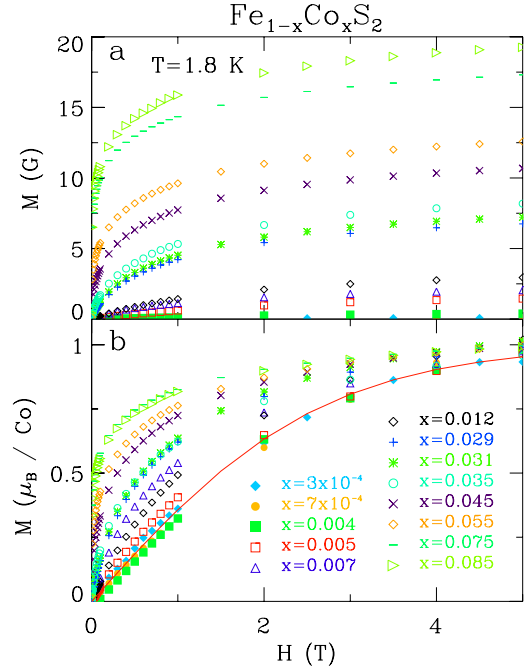 Fe₁₋ₓCoₓS₂
a
T=1.8 K
20
15
10
5
0
M (G)
b
1
0.5
0
M (μ_B / Co)
x=3x10⁻⁴
x=7x10⁻⁴
x=0.004
x=0.005
x=0.007
x=0.012
x=0.029
x=0.031
x=0.035
x=0.045
x=0.055
x=0.075
x=0.085
0 2 4
H (T)